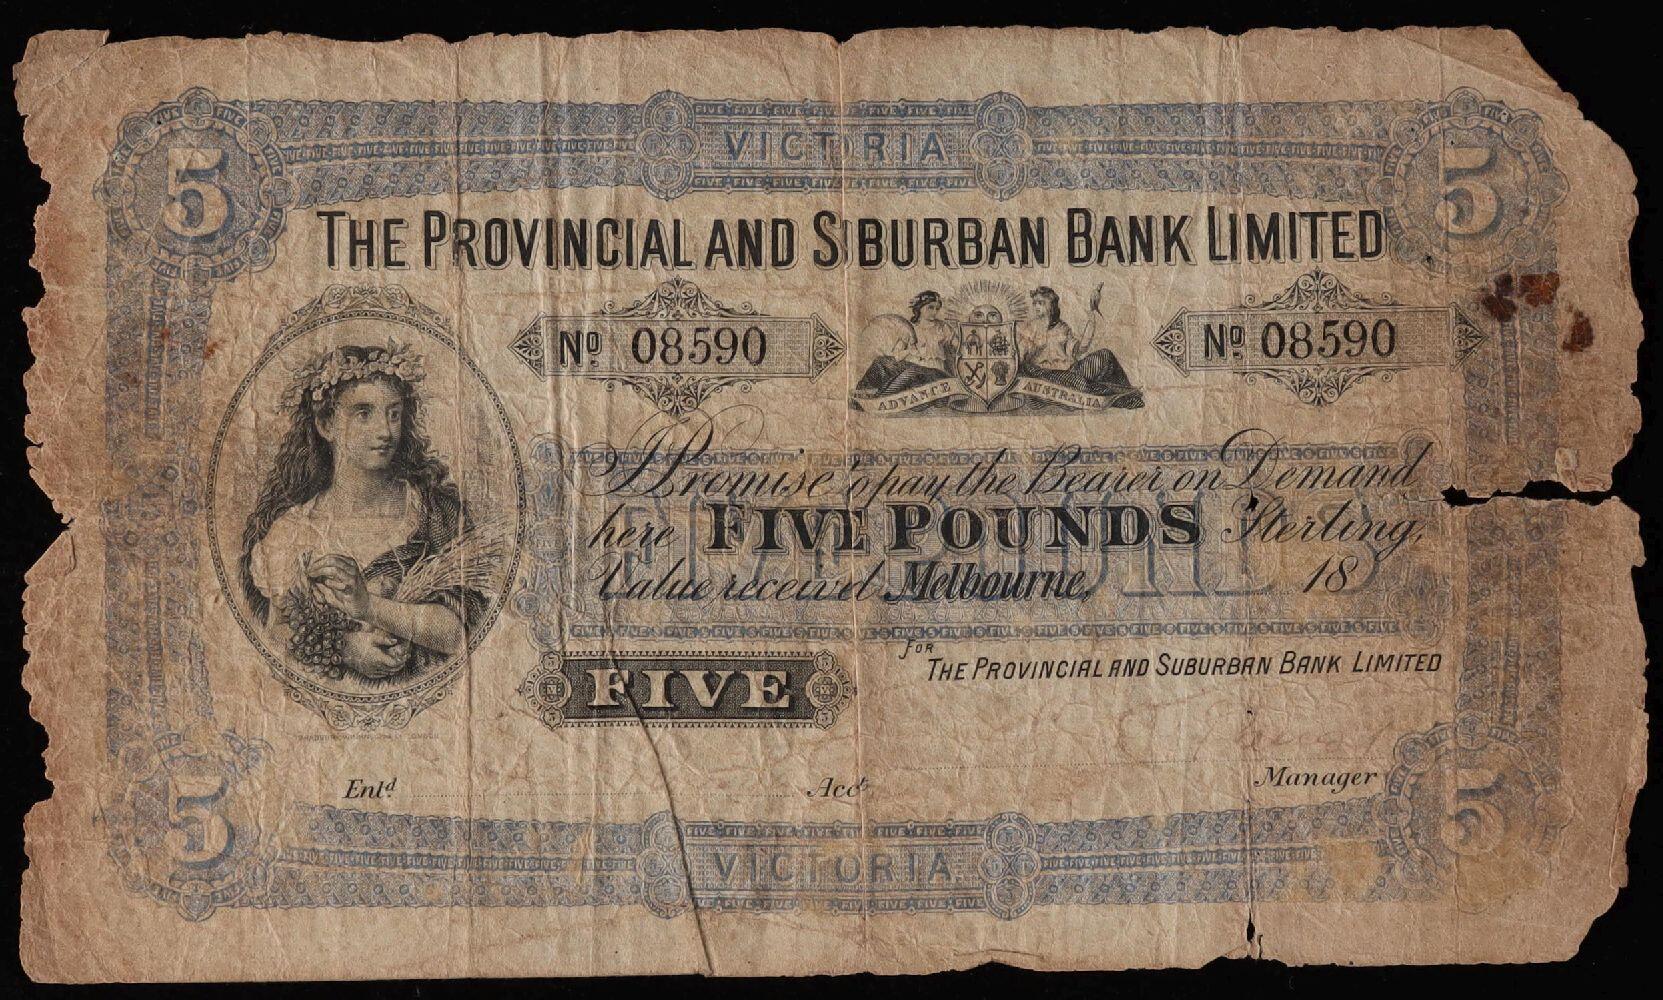 VICTORIA
5 5
THE PROVINCIAL AND SUBURBAN BANK LIMITED
No 08590 No 08590
ADVANCE AUSTRALIA
I Promise to pay the Bearer on Demand
here FIVE POUNDS Sterling,
Value received Melbourne, 18
FOR
THE PROVINCIAL AND SUBURBAN BANK LIMITED
FIVE
Entd Acct Manager
5 5
VICTORIA